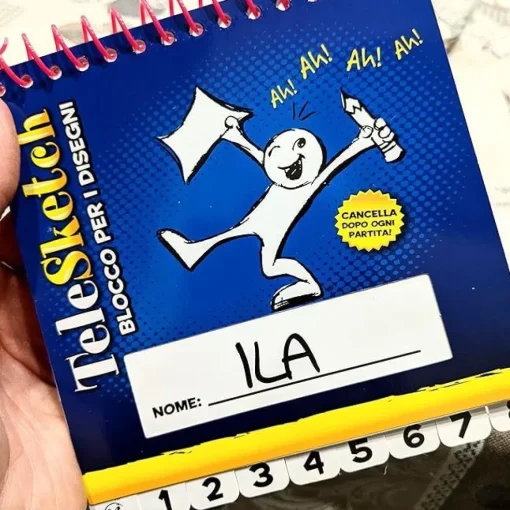 TeleSketch
BLOCCO PER I DISEGNI
Ah! Ah! Ah! Ah!
CANCELLA
DOPO OGNI
PARTITA!
ILA
NOME:
1 2 3 4 5 6 7